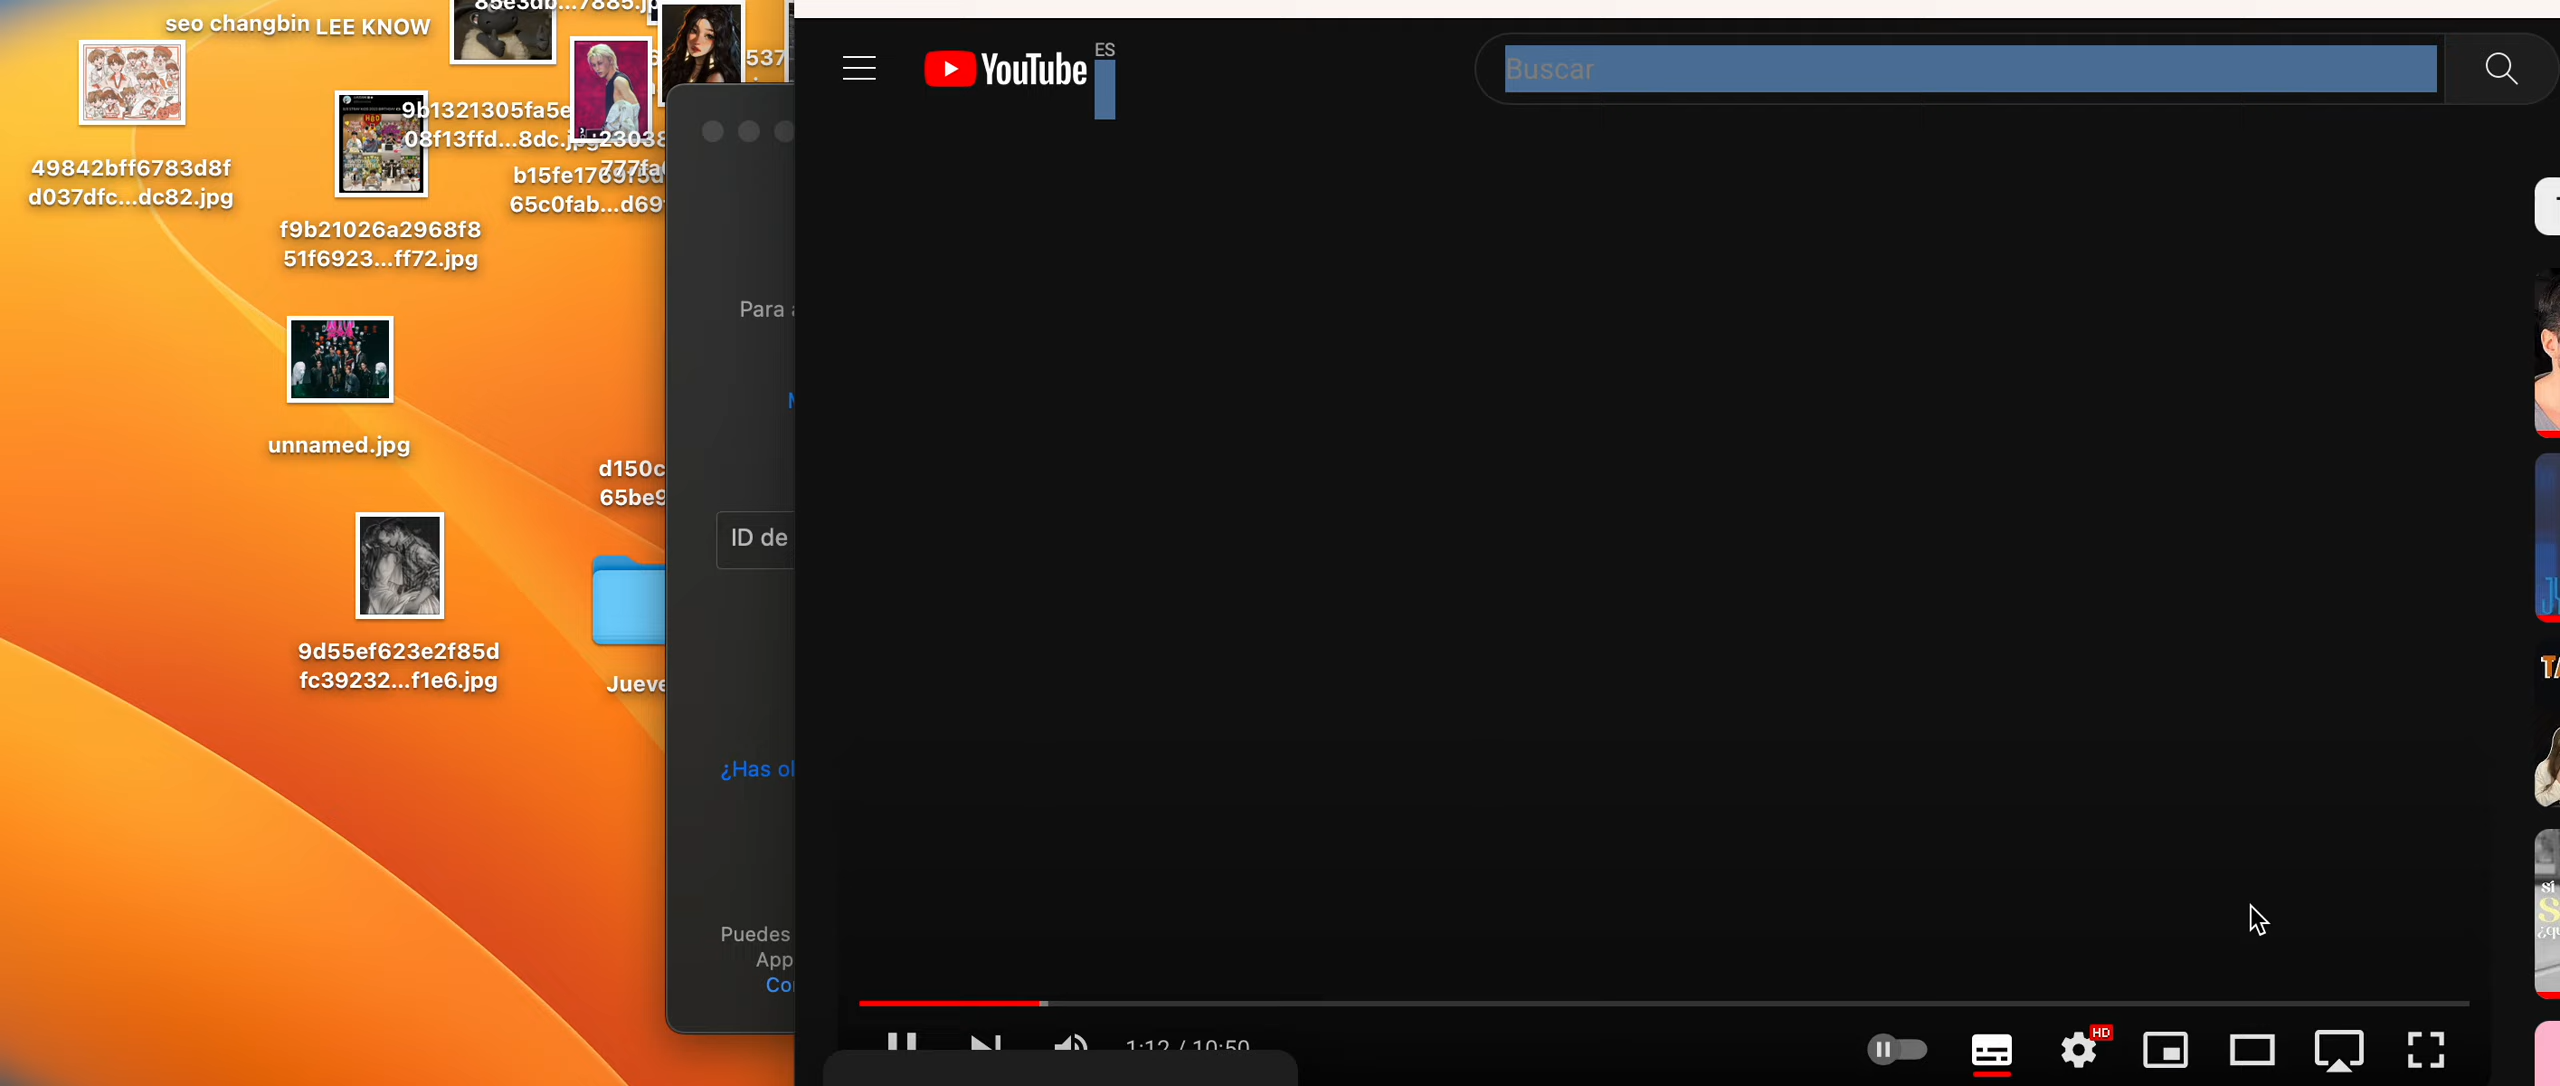 seo changbin
LEE KNOW
49842bff6783d8f
d037dfc...dc82.jpg
9b1321305fa5e
08f13ffd...8dc.jpg
f9b21026a2968f8
51f6923...ff72.jpg
65c0fab...d69
unnamed.jpg
d150c
65be9
9d55ef623e2f85d
fc39232...f1e6.jpg
Jueve
537
Para
ID de
¿Has ol
Puedes
App
Co
YouTube
ES
Buscar
1:12 / 10:50
HD